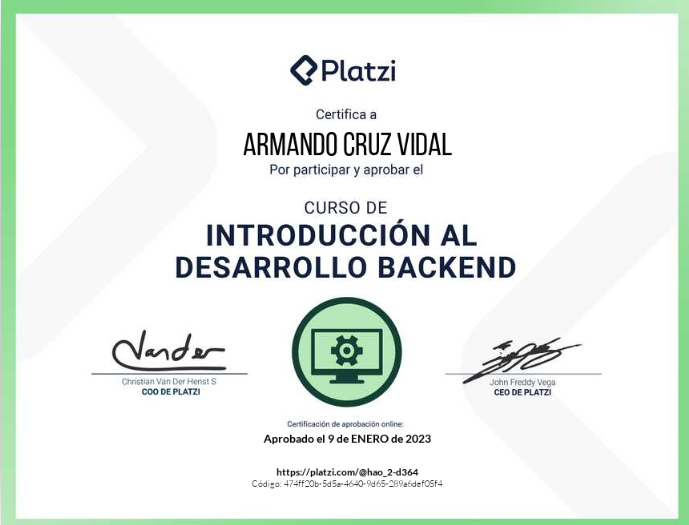 Platzi
Certifica a
ARMANDO CRUZ VIDAL
Por participar y aprobar el
CURSO DE
INTRODUCCIÓN AL
DESARROLLO BACKEND
Vander
Christian Van Der Henst S
COO DE PLATZI
John Freddy Vega
CEO DE PLATZI
Certificación de aprobación online:
Aprobado el 9 de ENERO de 2023
https://platzi.com/@hao_2-d364
Código: 474ff20b-5d5a-4640-9d65-289a6def05f4